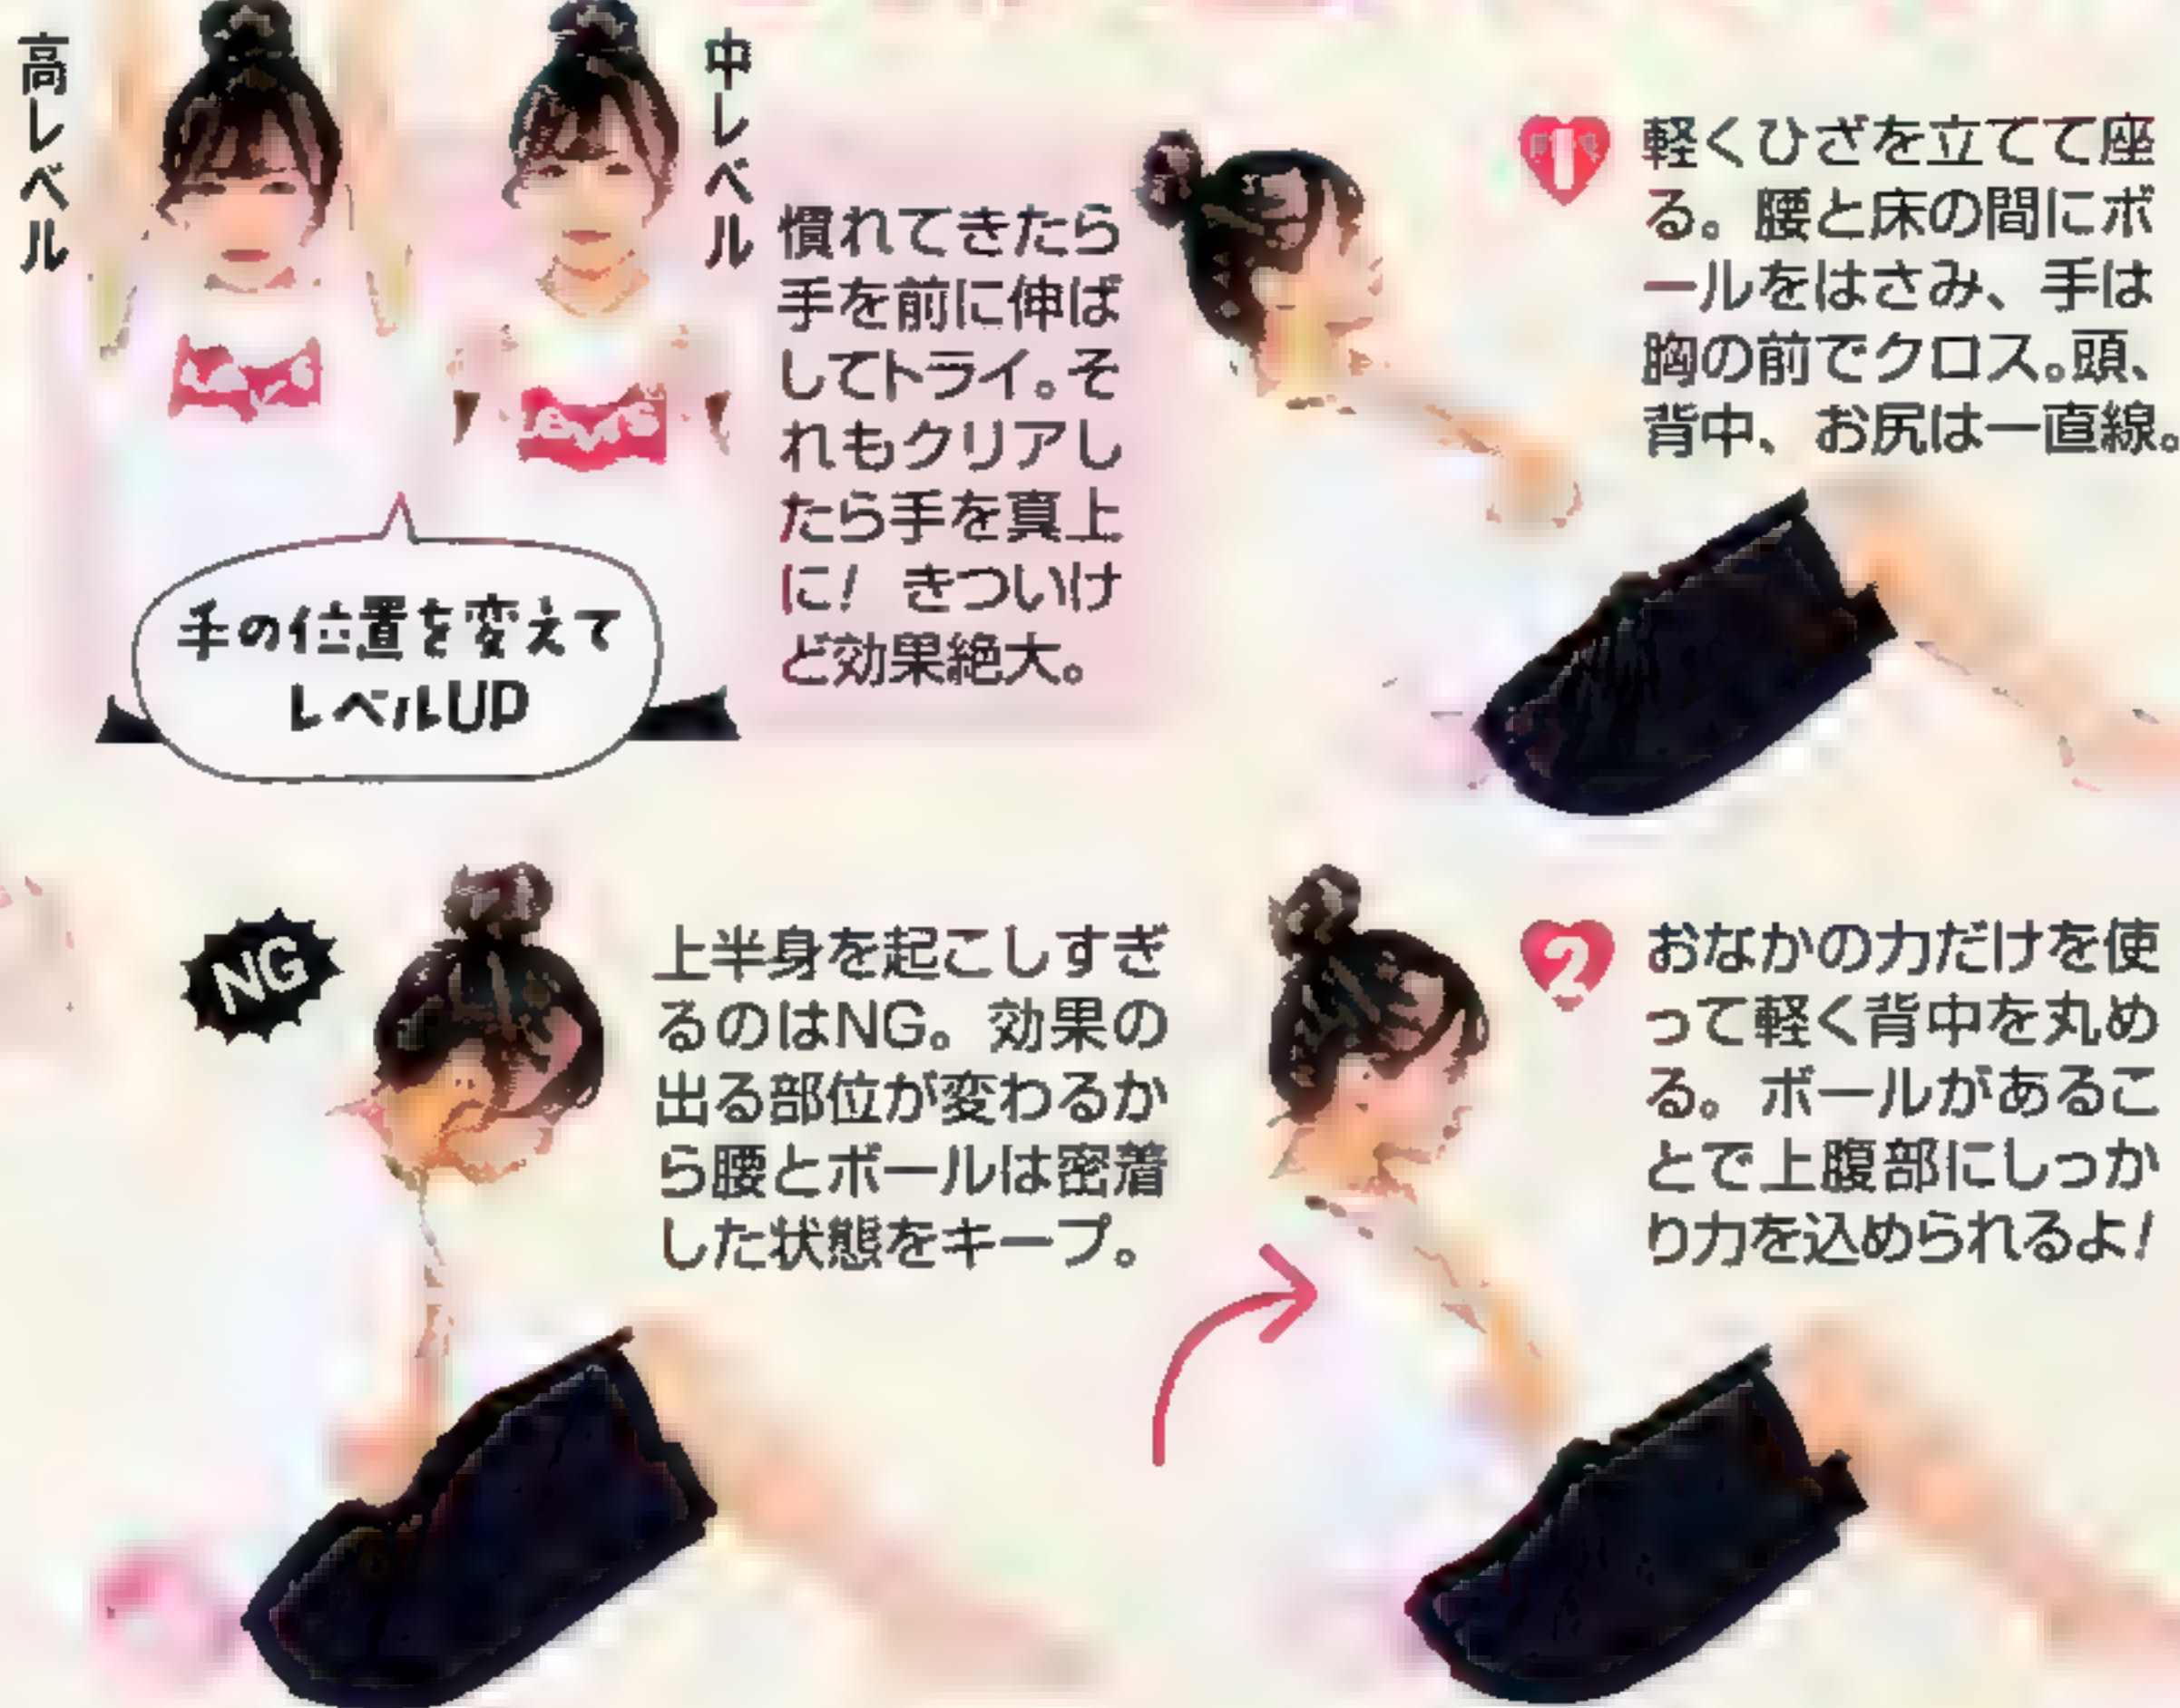 1
軽くひざを立てて座
る。腰と床の間にボ
ールをはさみ、手は
胸の前でクロス。頭、
背中、お尻は一直線。
中レベル
高レベル
慣れてきたら
手を前に伸ば
してトライ。そ
れもクリアし
たら手を真上
に! きついけ
ど効果絶大。
手の位置を変えて
レベルUP
2
おなかの力だけを使
って軽く背中を丸め
る。ボールがあるこ
とで上腹部にしっか
り力を込められるよ!
NG
上半身を起こしすぎ
るのはNG。効果の
出る部位が変わるか
ら腰とボールは密着
した状態をキープ。